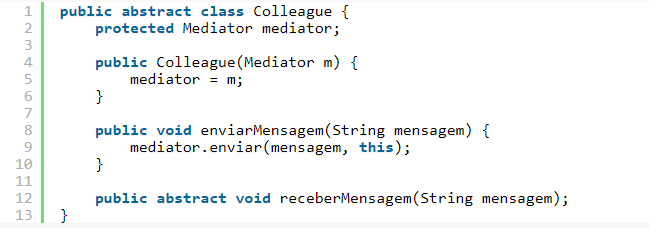 1 public abstract class Colleague {
2     protected Mediator mediator;
3
4     public Colleague(Mediator m) {
5         mediator = m;
6     }
7
8     public void enviarMensagem(String mensagem) {
9         mediator.enviar(mensagem, this);
10     }
11
12     public abstract void receberMensagem(String mensagem);
13 }